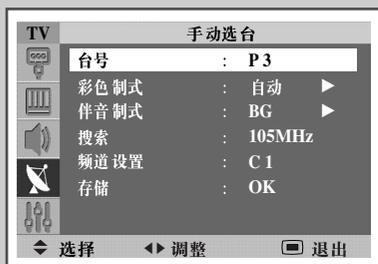 TV 手动选台
台号 : P 3
彩色制式 : 自动 ▶
伴音制式 : BG ▶
搜索 : 105MHz
频道设置 : C 1
存储 : OK
选择 调整 退出